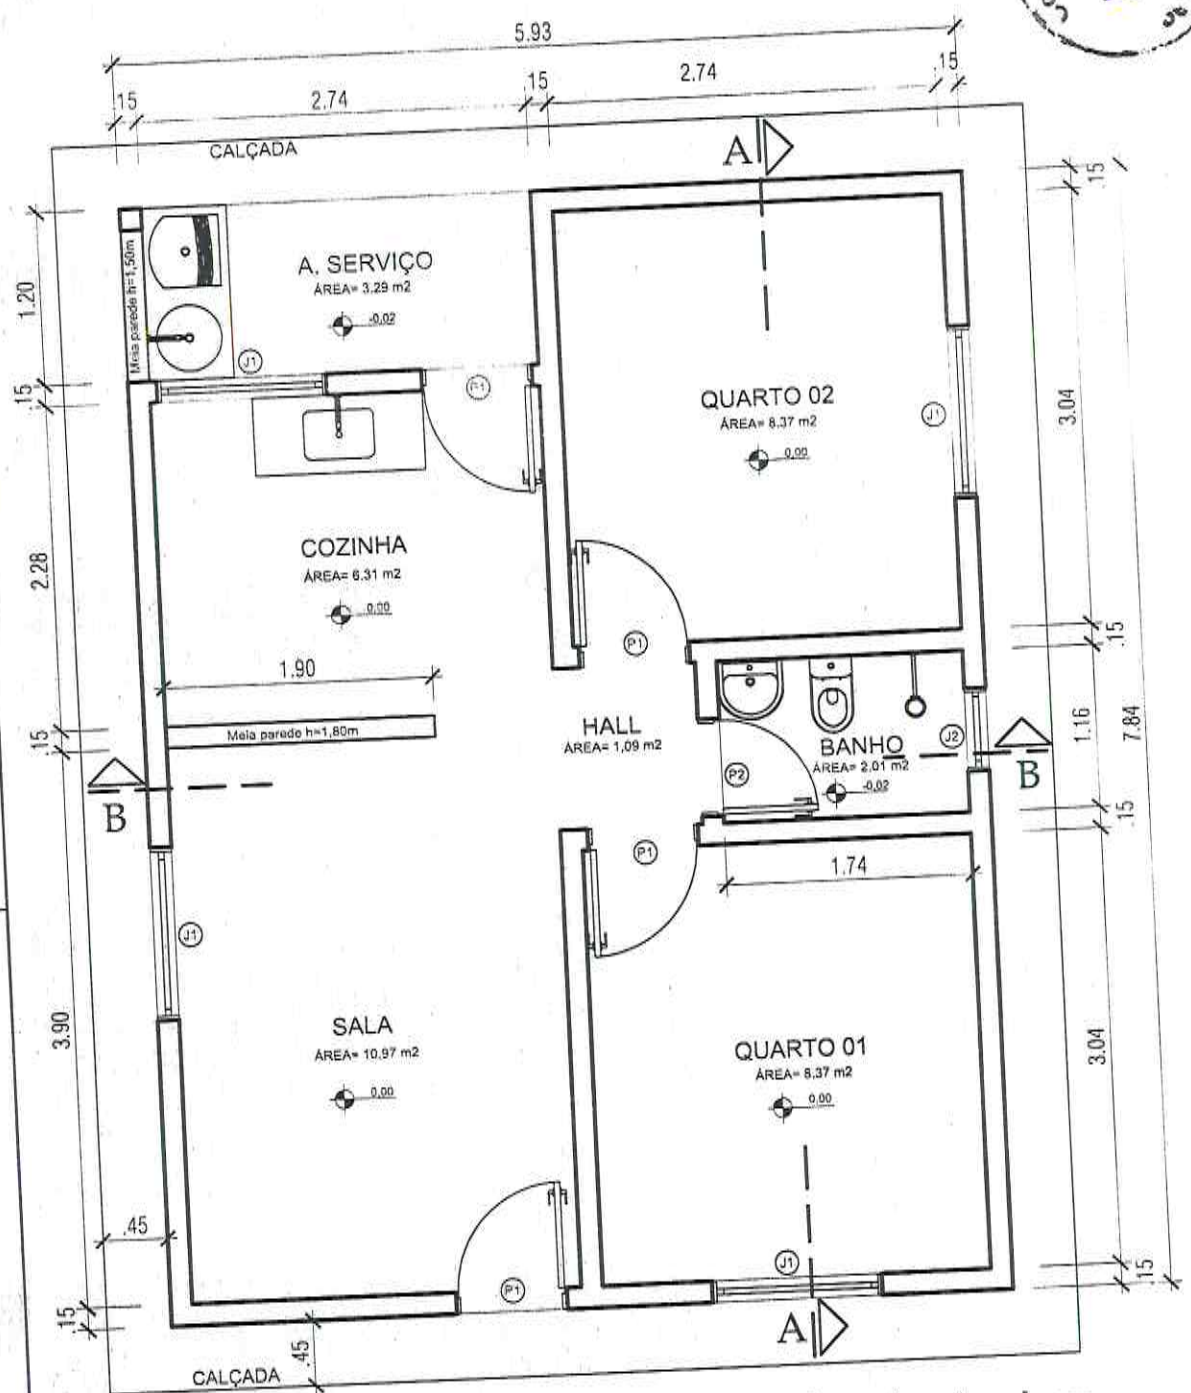 5.93
.15
2.74
.15
2.74
.15
CALÇADA
A
.15
Meia parede h=1,50m
A. SERVIÇO
ÁREA= 3.29 m2
-0,02
1.20
J1
P1
QUARTO 02
ÁREA= 8.37 m2
0,00
J1
3.04
.15
COZINHA
ÁREA= 6.31 m2
0,00
2.28
1.90
P1
.15
Meia parede h=1,80m
HALL
ÁREA= 1,09 m2
BANHO
ÁREA= 2,01 m2
-0,02
J2
P2
1.16
7.84
.15
B
B
.15
P1
1.74
J1
3.90
SALA
ÁREA= 10,97 m2
0,00
QUARTO 01
ÁREA= 8,37 m2
0,00
3.04
.45
P1
J1
.15
.15
A
.45
CALÇADA